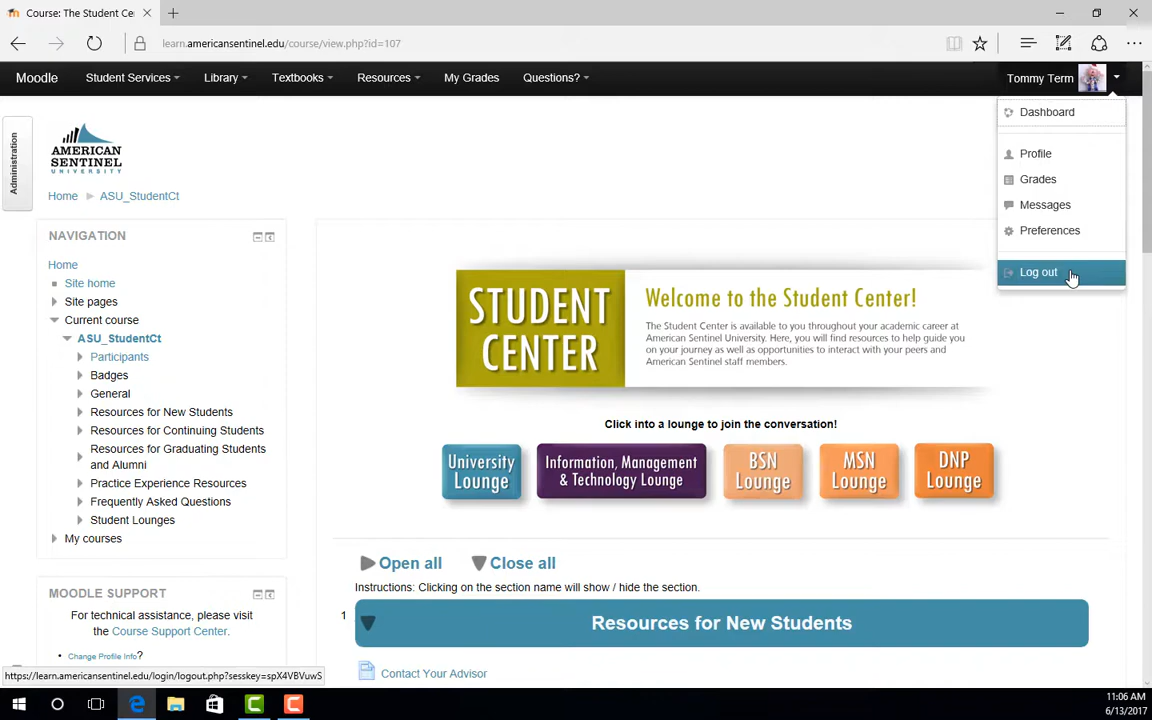 Course: The Student Ce
learn.americansentinel.edu/course/view.php?id=107
Moodle Student Services Library Textbooks Resources My Grades Questions? Tommy Term
Dashboard
Profile
Grades
Messages
Preferences
Log out
Administration
AMERICAN
SENTINEL
UNIVERSITY
Home ASU_StudentCt
NAVIGATION
Home
Site home
Site pages
Current course
ASU_StudentCt
Participants
Badges
General
Resources for New Students
Resources for Continuing Students
Resources for Graduating Students
and Alumni
Practice Experience Resources
Frequently Asked Questions
Student Lounges
My courses
MOODLE SUPPORT
For technical assistance, please visit
the Course Support Center.
Change Profile Info?
STUDENT
CENTER
Welcome to the Student Center!
The Student Center is available to you throughout your academic career at
American Sentinel University. Here, you will find resources to help guide you
on your journey as well as opportunities to interact with your peers and
American Sentinel staff members.
Click into a lounge to join the conversation!
University
Lounge
Information, Management
& Technology Lounge
BSN
Lounge
MSN
Lounge
DNP
Lounge
Open all Close all
Instructions: Clicking on the section name will show / hide the section.
1 Resources for New Students
Contact Your Advisor
https://learn.americansentinel.edu/login/logout.php?sesskey=spX4VBVuwS
11:06 AM
6/13/2017